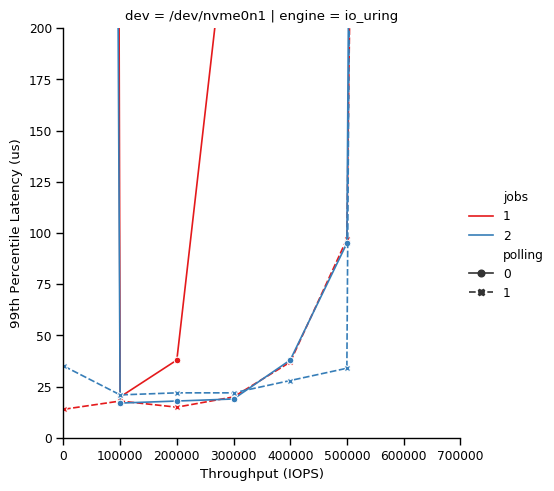 dev = /dev/nvme0n1 | engine = io_uring
200
175
150
125
100
75
50
25
0
99th Percentile Latency (us)
0 100000 200000 300000 400000 500000 600000 700000
Throughput (IOPS)
jobs
1
2
polling
0
1